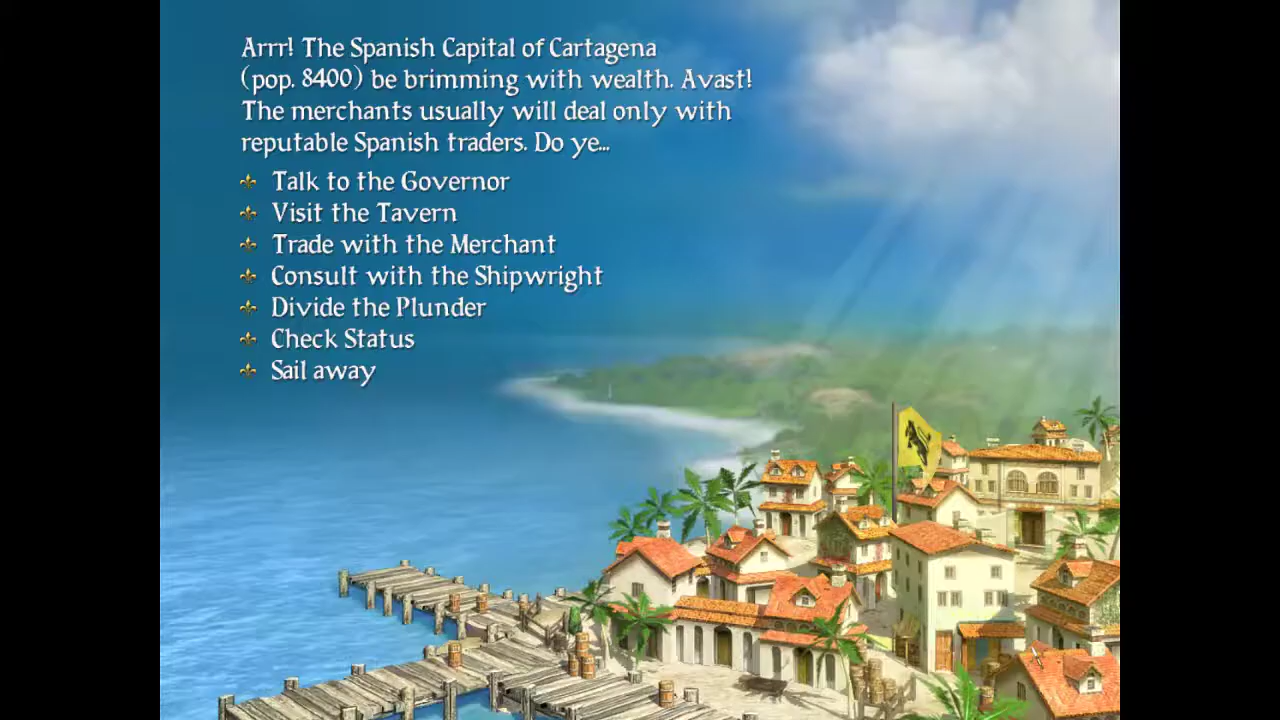 Arrr! The Spanish Capital of Cartagena
(pop. 8400) be brimming with wealth. Avast!
The merchants usually will deal only with
reputable Spanish traders. Do ye...
Talk to the Governor
Visit the Tavern
Trade with the Merchant
Consult with the Shipwright
Divide the Plunder
Check Status
Sail away